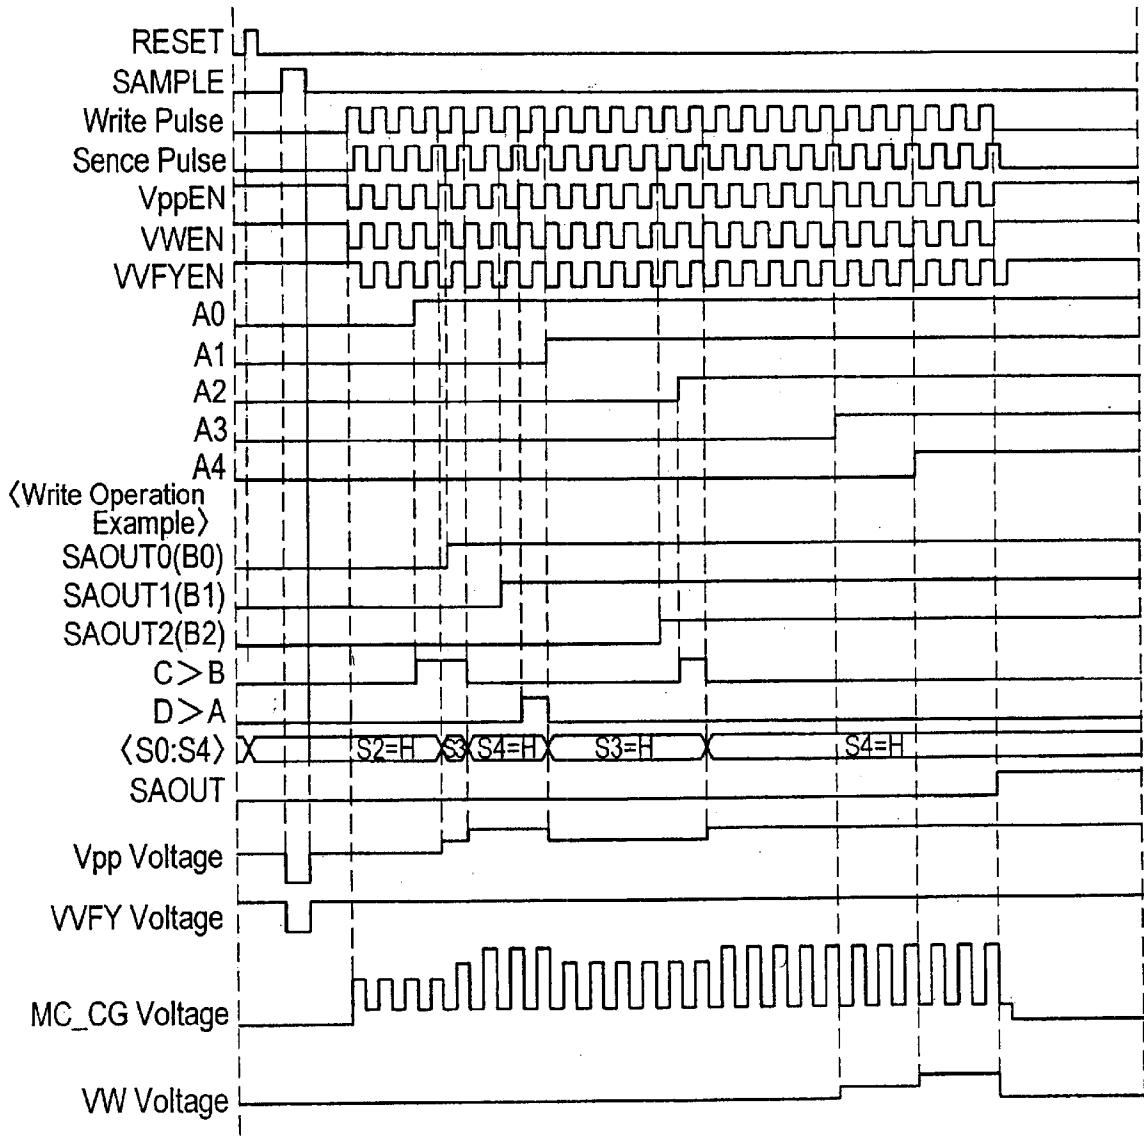 RESET
SAMPLE
Write Pulse
Sence Pulse
VppEN
VWEN
VVFYEN
A0
A1
A2
A3
A4
〈Write Operation
Example〉
SAOUT0(B0)
SAOUT1(B1)
SAOUT2(B2)
C>B
D>A
〈S0:S4〉 S2=H S3 S4=H S3=H S4=H
SAOUT
Vpp Voltage
VVFY Voltage
MC_CG Voltage
VW Voltage